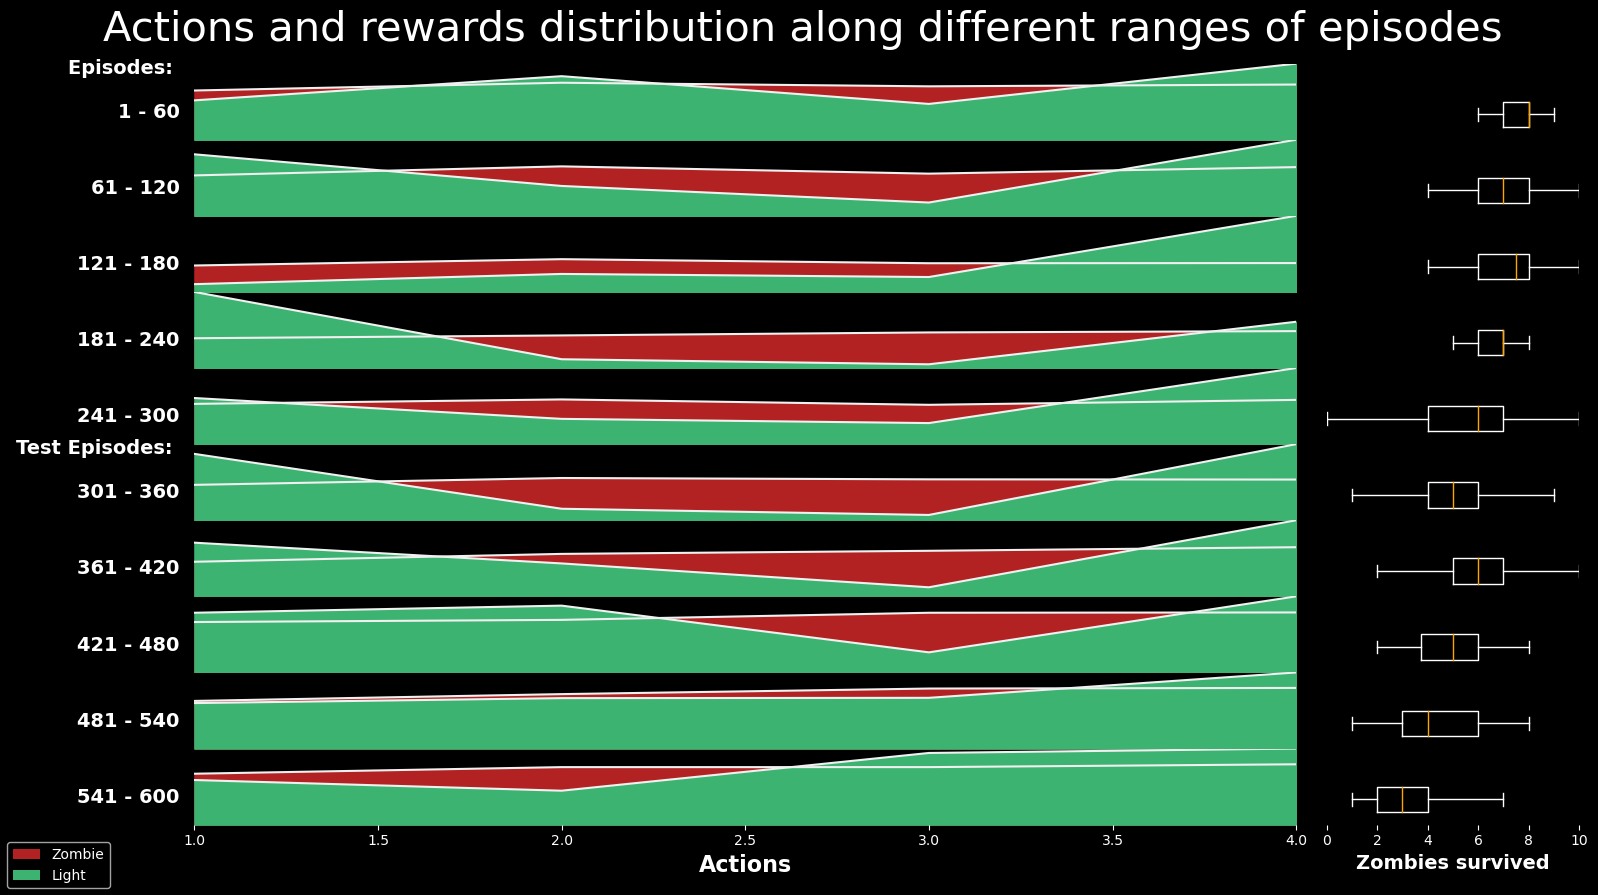 Actions and rewards distribution along different ranges of episodes
Episodes:
1 - 60
61 - 120
121 - 180
181 - 240
241 - 300
Test Episodes:
301 - 360
361 - 420
421 - 480
481 - 540
541 - 600
1.0 1.5 2.0 2.5 3.0 3.5 4.0
0 2 4 6 8 10
Actions
Zombies survived
Zombie
Light